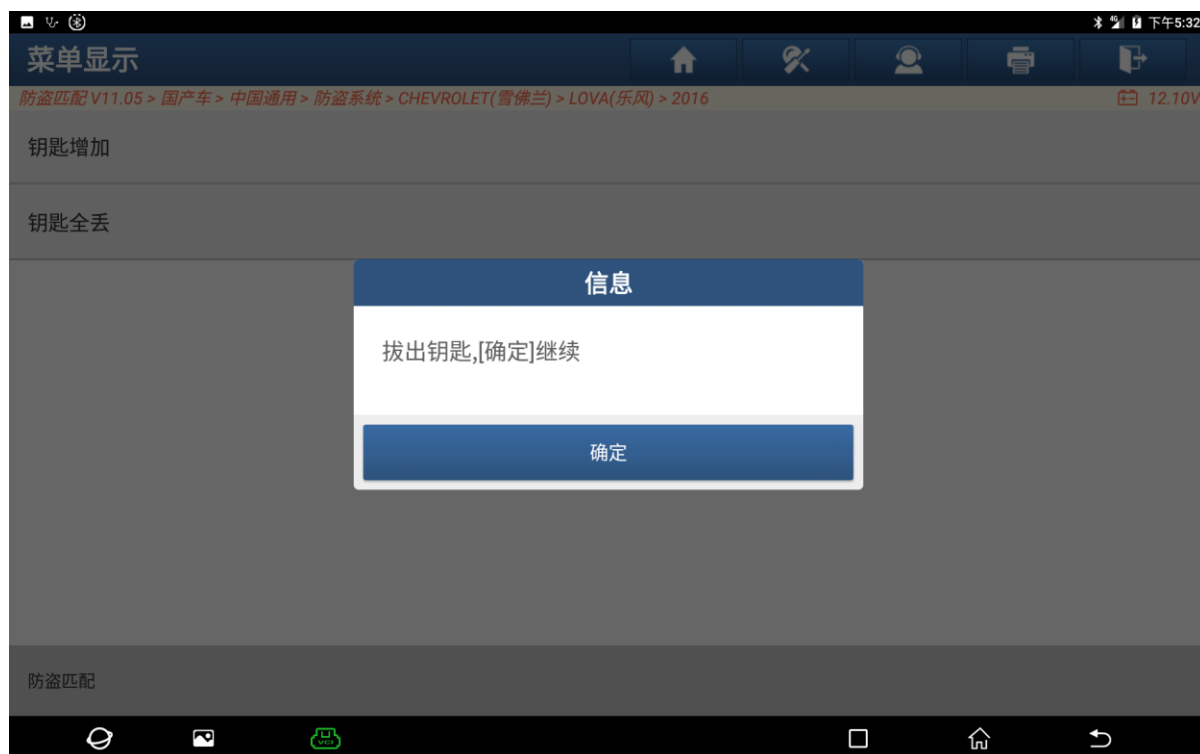 下午5:32
菜单显示
防盗匹配 V11.05 > 国产车 > 中国通用 > 防盗系统 > CHEVROLET(雪佛兰) > LOVA(乐风) > 2016
12.10V
钥匙增加
钥匙全丢
信息
拔出钥匙,[确定]继续
确定
防盗匹配
VCI